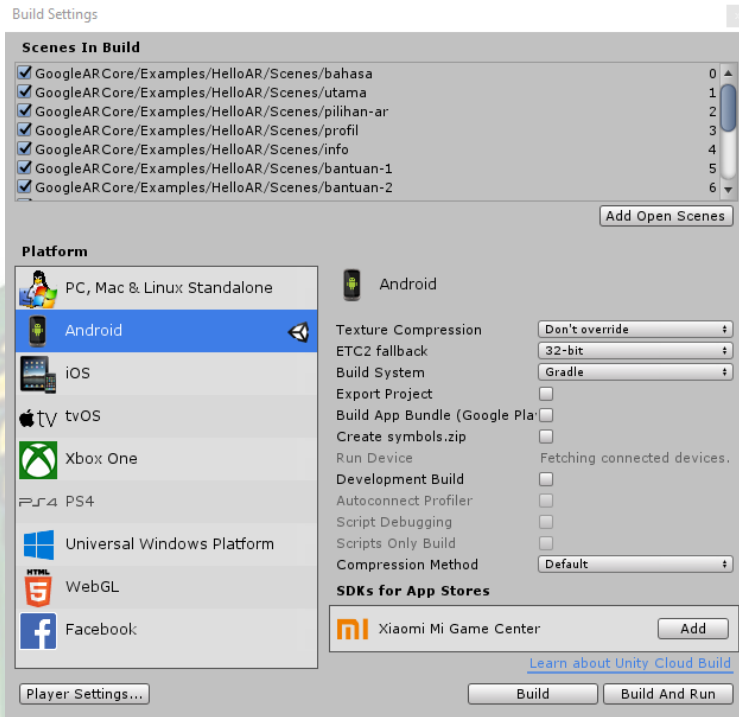 Build Settings
Scenes In Build
GoogleARCore/Examples/HelloAR/Scenes/bahasa 0
GoogleARCore/Examples/HelloAR/Scenes/utama 1
GoogleARCore/Examples/HelloAR/Scenes/pilihan-ar 2
GoogleARCore/Examples/HelloAR/Scenes/profil 3
GoogleARCore/Examples/HelloAR/Scenes/info 4
GoogleARCore/Examples/HelloAR/Scenes/bantuan-1 5
GoogleARCore/Examples/HelloAR/Scenes/bantuan-2 6
Add Open Scenes
Platform
PC, Mac & Linux Standalone
Android
iOS
tv tvOS
Xbox One
PS4 PS4
Universal Windows Platform
HTML 5 WebGL
f Facebook
Android
Texture Compression Don't override
ETC2 fallback 32-bit
Build System Gradle
Export Project
Build App Bundle (Google Pla
Create symbols.zip
Run Device Fetching connected devices.
Development Build
Autoconnect Profiler
Script Debugging
Scripts Only Build
Compression Method Default
SDKs for App Stores
MI Xiaomi Mi Game Center Add
Learn about Unity Cloud Build
Player Settings... Build Build And Run